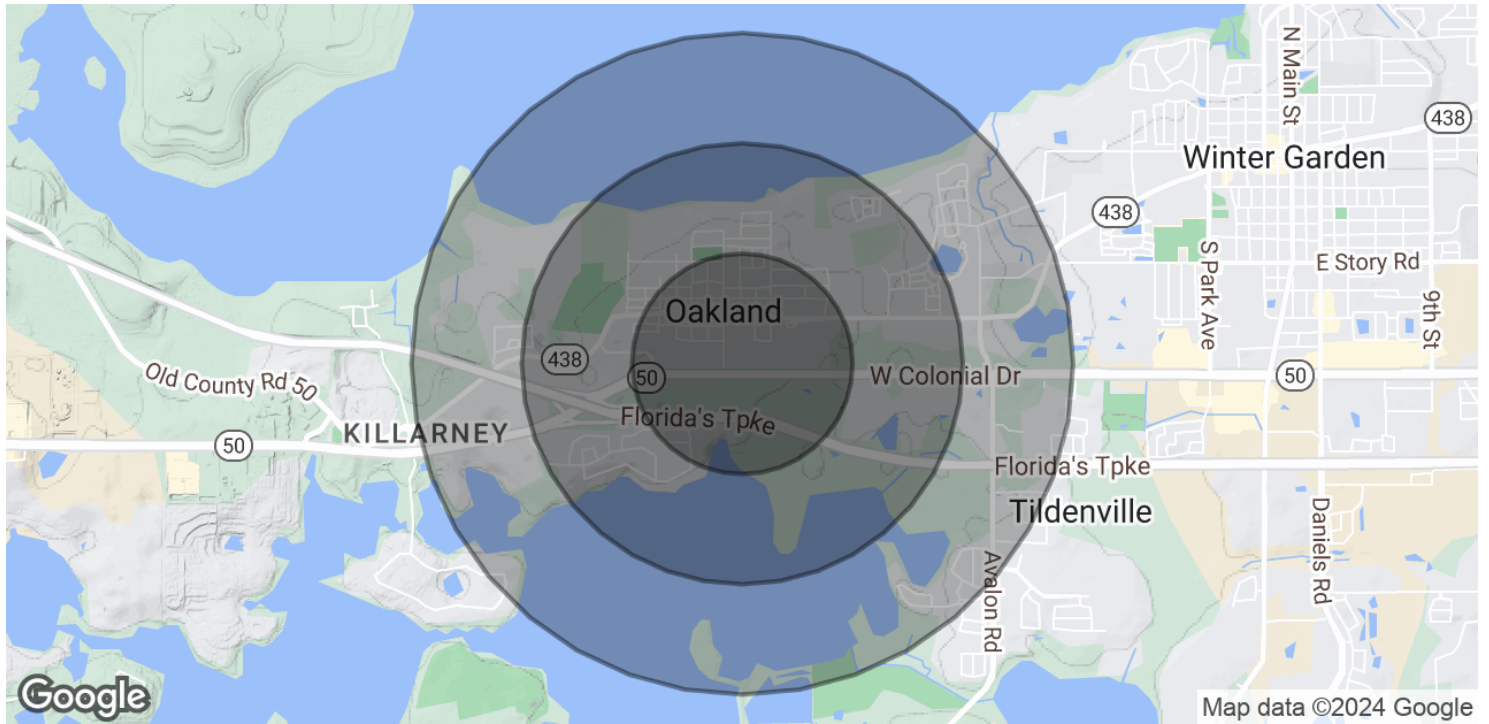 N Main St
438
Winter Garden
438
S Park Ave
E Story Rd
9th St
Oakland
438
50
W Colonial Dr
50
Old County Rd 50
Florida's Tpke
KILLARNEY
50
Florida's Tpke
Tildenville
Daniels Rd
Avalon Rd
Google
Map data ©2024 Google